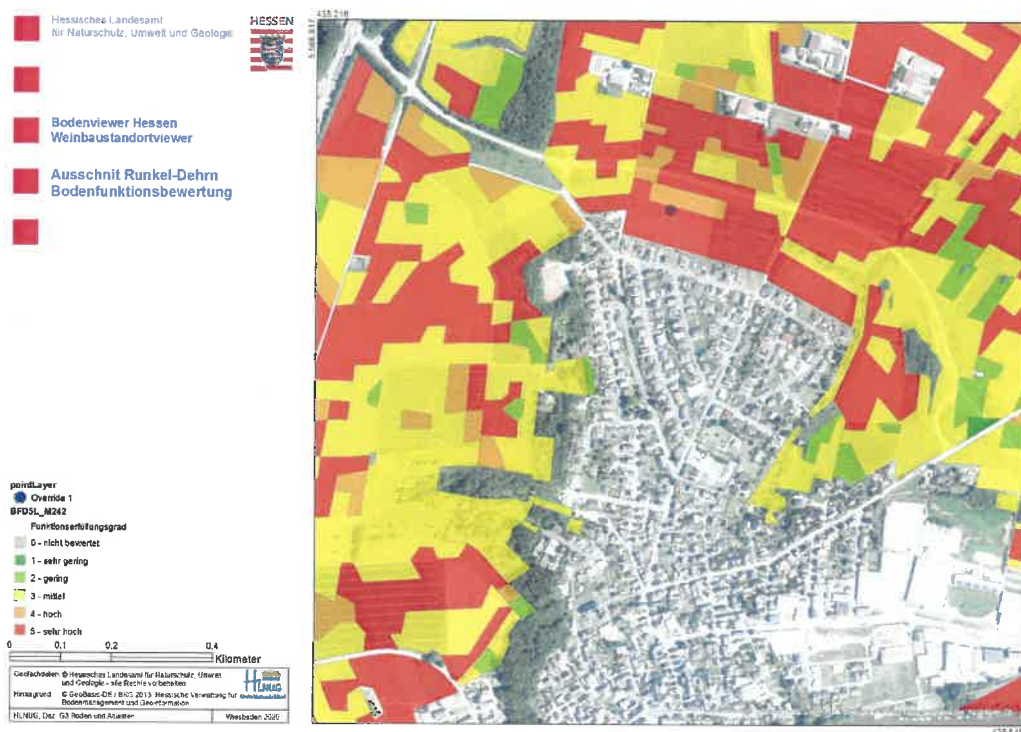 Hessisches Landesamt
für Naturschutz, Umwelt und Geologie
HESSEN
Bodenviewer Hessen
Weinbaustandortviewer
Ausschnit Runkel-Dehrn
Bodenfunktionsbewertung
pointLayer
Override 1
BFD5L_M242
Funktionserfüllungsgrad
0 - nicht bewertet
1 - sehr gering
2 - gering
3 - mittel
4 - hoch
5 - sehr hoch
0 0,1 0,2 0,4
Kilometer
Geofachdaten © Hessisches Landesamt für Naturschutz, Umwelt
und Geologie - alle Rechte vorbehalten
Hintergrund © GeoBasis-DE / BKG 2013 Hessische Verwaltung für
Bodenmanagement und Geoinformation
HLNUG
HLNUG, Dez. G3 Boden und Altlasten
Wiesbaden